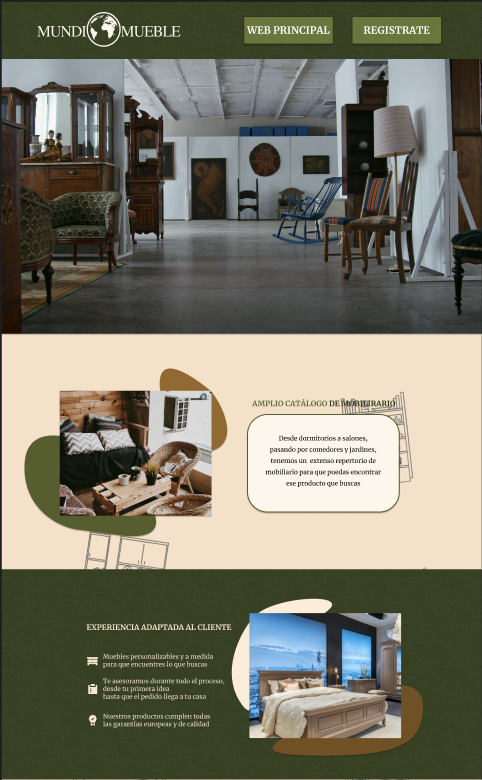 MUNDI MUEBLE
WEB PRINCIPAL
REGISTRATE
AMPLIO CATÁLOGO DE MOBILIRARIO
Desde dormitorios a salones,
pasando por comedores y jardines,
tenemos un extenso repertorio de
mobiliario para que puedas encontrar
ese producto que buscas
EXPERIENCIA ADAPTADA AL CLIENTE
Muebles personalizables y a medida
para que encuentres lo que buscas
Te asesoramos durante todo el proceso,
desde tu primera idea
hasta que el pedido llega a tu casa
Nuestros productos cumplen todas
las garantías europeas y de calidad